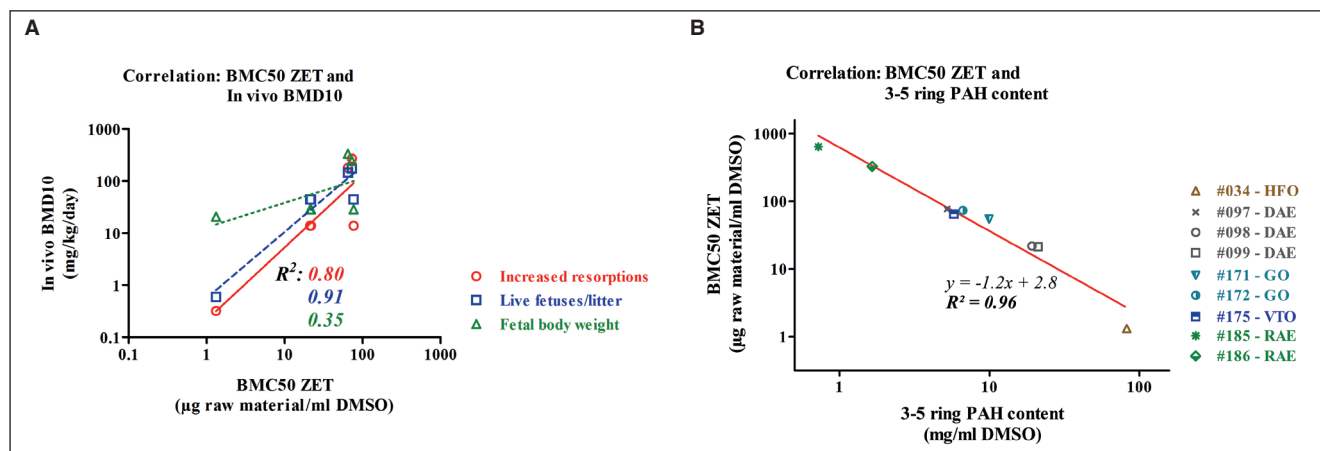 A
Correlation: BMC50 ZET and
In vivo BMD10
In vivo BMD10
(mg/kg/day)
1000
100
10
1
0.1
R²: 0.80
0.91
0.35
0.1 1 10 100 1000
BMC50 ZET
(µg raw material/ml DMSO)
Increased resorptions
Live fetuses/litter
Fetal body weight
B
Correlation: BMC50 ZET and
3-5 ring PAH content
BMC50 ZET
(µg raw material/ml DMSO)
1000
100
10
1
y = -1.2x + 2.8
R² = 0.96
1 10 100
3-5 ring PAH content
(mg/ml DMSO)
#034 - HFO
#097 - DAE
#098 - DAE
#099 - DAE
#171 - GO
#172 - GO
#175 - VTO
#185 - RAE
#186 - RAE